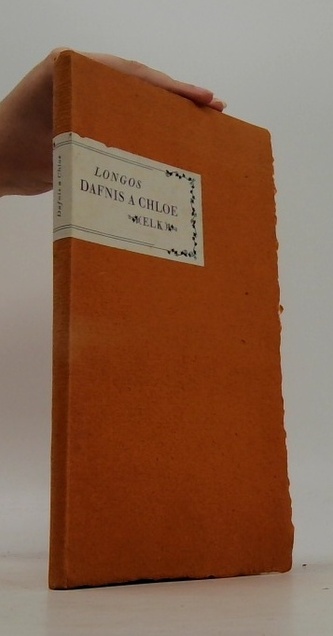 LONGOS
DAFNIS A CHLOE
(ELK)
Dafnis a Chloe